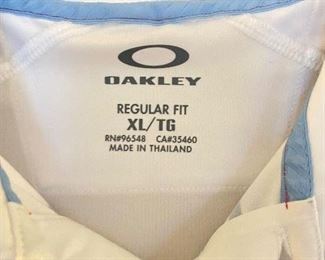 OAKLEY
REGULAR FIT
XL/TG
RN#96548 CA#35460
MADE IN THAILAND